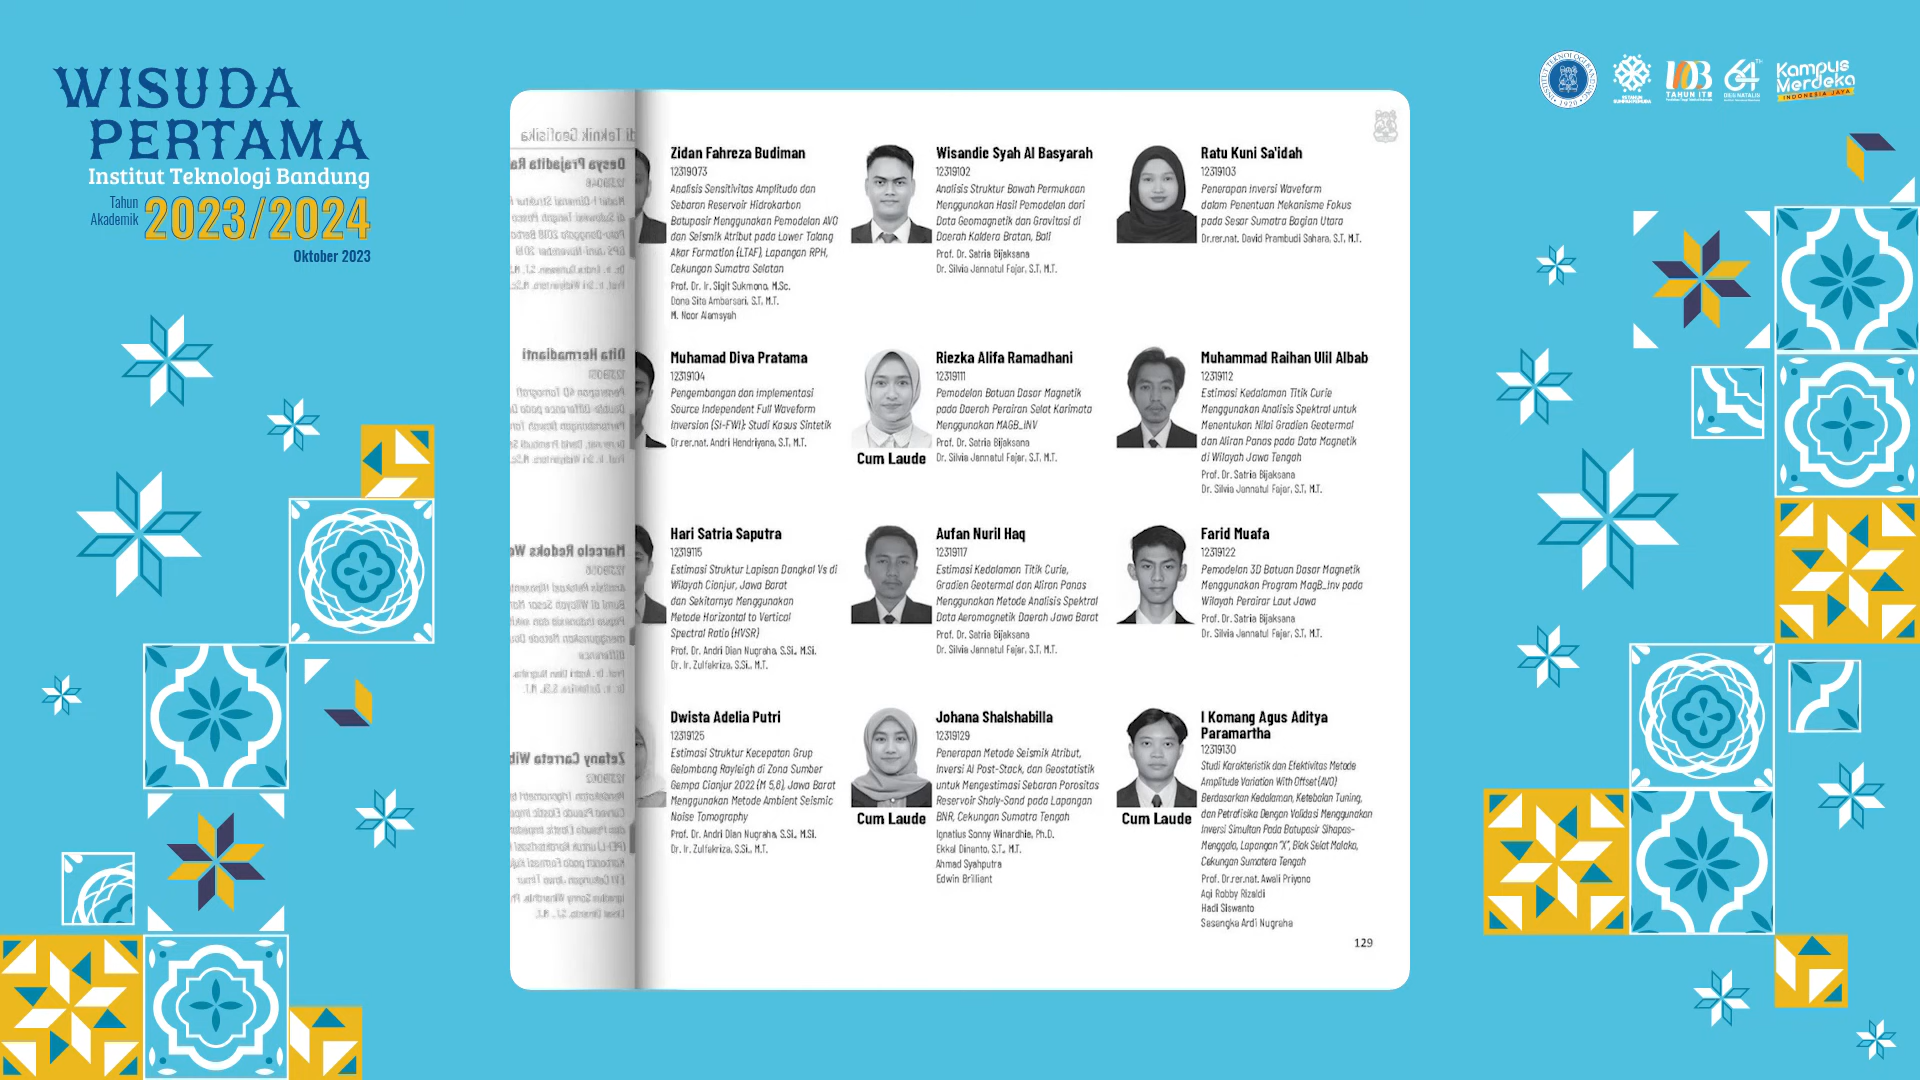 WISUDA
PERTAMA
Institut Teknologi Bandung
Tahun
Akademik
2023/2024
Oktober 2023
INSTITUT TEKNOLOGI BANDUNG
1920
103
TAHUN ITB
64TH
DIES NATALIS
Kampus
Merdeka
INDONESIA JAYA
Zidan Fahreza Budiman
12319073
Analisis Sensitivitas Amplitudo dan
Sebaran Reservoir Hidrokarbon
Batupasir Menggunakan Pemodelan AVO
dan Seismik Atribut pada Lower Talang
Akar Formation (LTAF), Lapangan RPH,
Cekungan Sumatra Selatan
Prof. Dr. Ir. Sigit Sukmono, M.Sc.
Dona Sita Ambarsari, S.T, M.T.
M. Noor Alamsyah
Wisandie Syah Al Basyarah
12319102
Analisis Struktur Bawah Permukaan
Menggunakan Hasil Pemodelan dari
Data Geomagnetik dan Gravitasi di
Daerah Kaldera Bratan, Bali
Prof. Dr. Satria Bijaksana
Dr. Silvia Jannatul Fajar, S.T, M.T.
Ratu Kuni Sa'idah
12319103
Penerapan Inversi Waveform
dalam Penentuan Mekanisme Fokus
pada Sesar Sumatra Bagian Utara
Dr.rer.nat. David Prambudi Sahara, S.T, M.T.
Muhamad Diva Pratama
12319104
Pengembangan dan Implementasi
Source Independent Full Waveform
Inversion (SI-FWI): Studi Kasus Sintetik
Dr.rer.nat. Andri Hendriyana, S.T, M.T.
Riezka Alifa Ramadhani
12319111
Pemodelan Batuan Dasar Magnetik
pada Daerah Perairan Selat Karimata
Menggunakan MAGB_INV
Prof. Dr. Satria Bijaksana
Dr. Silvia Jannatul Fajar, S.T, M.T.
Cum Laude
Muhammad Raihan Ulil Albab
12319112
Estimasi Kedalaman Titik Curie
Menggunakan Analisis Spektral untuk
Menentukan Nilai Gradien Geotermal
dan Aliran Panas pada Data Magnetik
di Wilayah Jawa Tengah
Prof. Dr. Satria Bijaksana
Dr. Silvia Jannatul Fajar, S.T, M.T.
Hari Satria Saputra
12319115
Estimasi Struktur Lapisan Dangkal Vs di
Wilayah Cianjur, Jawa Barat
dan Sekitarnya Menggunakan
Metode Horizontal to Vertical
Spectral Ratio (HVSR)
Prof. Dr. Andri Dian Nugraha, S.Si., M.Si.
Dr. Ir. Zulfakriza, S.Si., M.T.
Aufan Nuril Haq
12319117
Estimasi Kedalaman Titik Curie,
Gradien Geotermal dan Aliran Panas
Menggunakan Metode Analisis Spektral
Data Aeromagnetik Daerah Jawa Barat
Prof. Dr. Satria Bijaksana
Dr. Silvia Jannatul Fajar, S.T, M.T.
Farid Muafa
12319122
Pemodelan 3D Batuan Dasar Magnetik
Menggunakan Program MagB_Inv pada
Wilayah Perairar Laut Jawa
Prof. Dr. Satria Bijaksana
Dr. Silvia Jannatul Fajar, S.T, M.T.
Dwista Adelia Putri
12319125
Estimasi Struktur Kecepatan Grup
Gelombang Rayleigh di Zona Sumber
Gempa Cianjur 2022 (M 5,6), Jawa Barat
Menggunakan Metode Ambient Seismic
Noise Tomography
Prof. Dr. Andri Dian Nugraha, S.Si., M.Si.
Dr. Ir. Zulfakriza, S.Si., M.T.
Johana Shalshabilla
12319129
Penerapan Metode Seismik Atribut,
Inversi AI Post-Stack, dan Geostatistik
untuk Mengestimasi Sebaran Porositas
Reservoir Shaly-Sand pada Lapangan
BNR, Cekungan Sumatra Tengah
Ignatius Sonny Winardhie, Ph.D.
Ekkal Dinanto, S.T., M.T.
Ahmad Syahputra
Edwin Brilliant
Cum Laude
I Komang Agus Aditya
Paramartha
12319130
Studi Karakteristik dan Efektivitas Metode
Amplitude Variation With Offset (AVO)
Berdasarkan Kedalaman, Ketebalan Tuning,
dan Petrafisika Dengan Validasi Menggunakan
Inversi Simultan Pada Batupasir Sihapas-
Menggala, Lapangan "X", Blok Selat Malaka,
Cekungan Sumatera Tengah
Prof. Dr.rer.nat. Awali Priyono
Aqi Robby Rizaldi
Hadi Siswanto
Sasangka Ardi Nugraha
Cum Laude
129